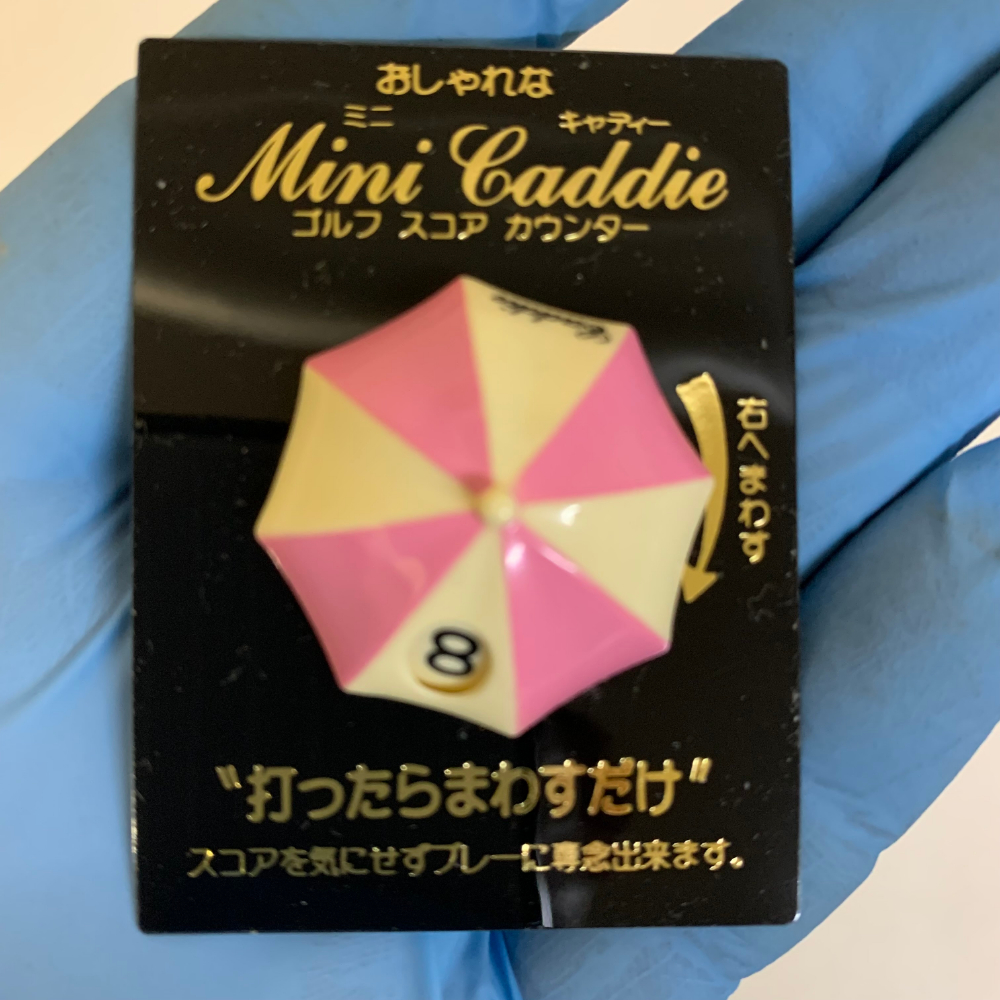 おしゃれな
ミニ キャディー
Mini Caddie
ゴルフ スコア カウンター
Caddie
右へまわす
8
"打ったらまわすだけ"
スコアを気にせずプレーに専念出来ます。